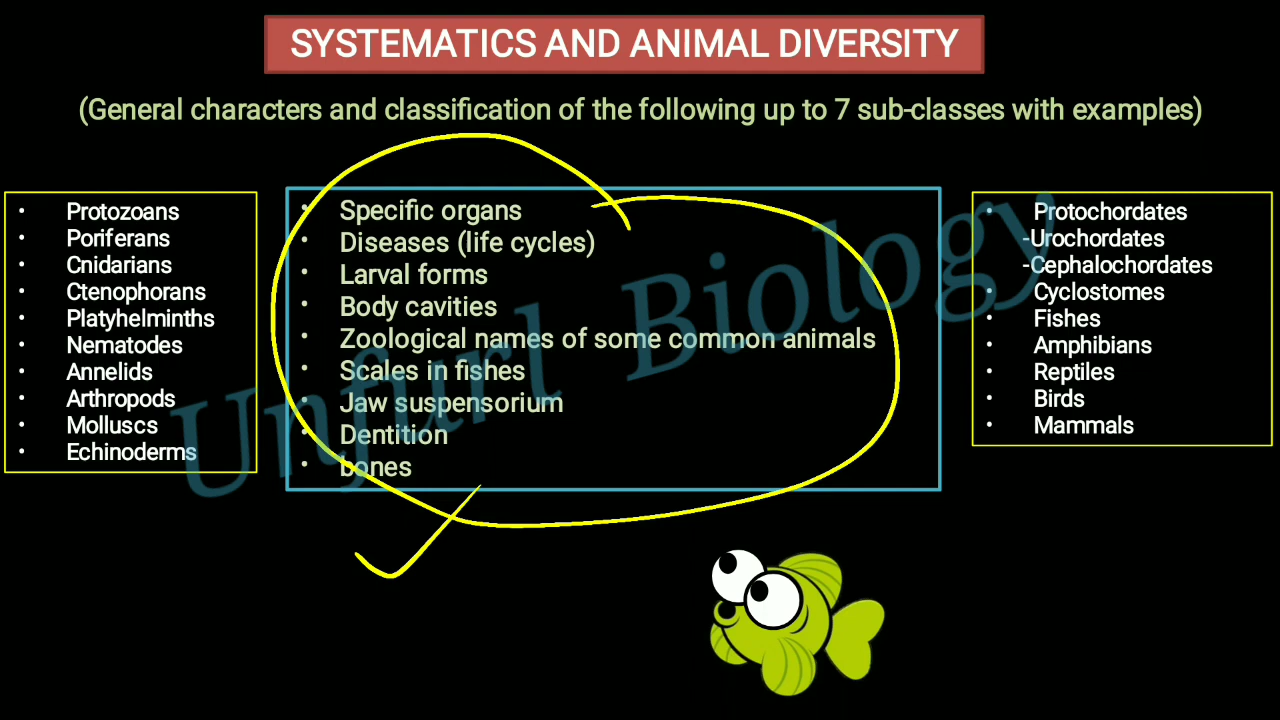 SYSTEMATICS AND ANIMAL DIVERSITY
(General characters and classification of the following up to 7 sub-classes with examples)
• Protozoans
• Poriferans
• Cnidarians
• Ctenophorans
• Platyhelminths
• Nematodes
• Annelids
• Arthropods
• Molluscs
• Echinoderms
• Specific organs
• Diseases (life cycles)
• Larval forms
• Body cavities
• Zoological names of some common animals
• Scales in fishes
• Jaw suspensorium
• Dentition
• bones
• Protochordates
-Urochordates
-Cephalochordates
• Cyclostomes
• Fishes
• Amphibians
• Reptiles
• Birds
• Mammals
Unfurl Biology